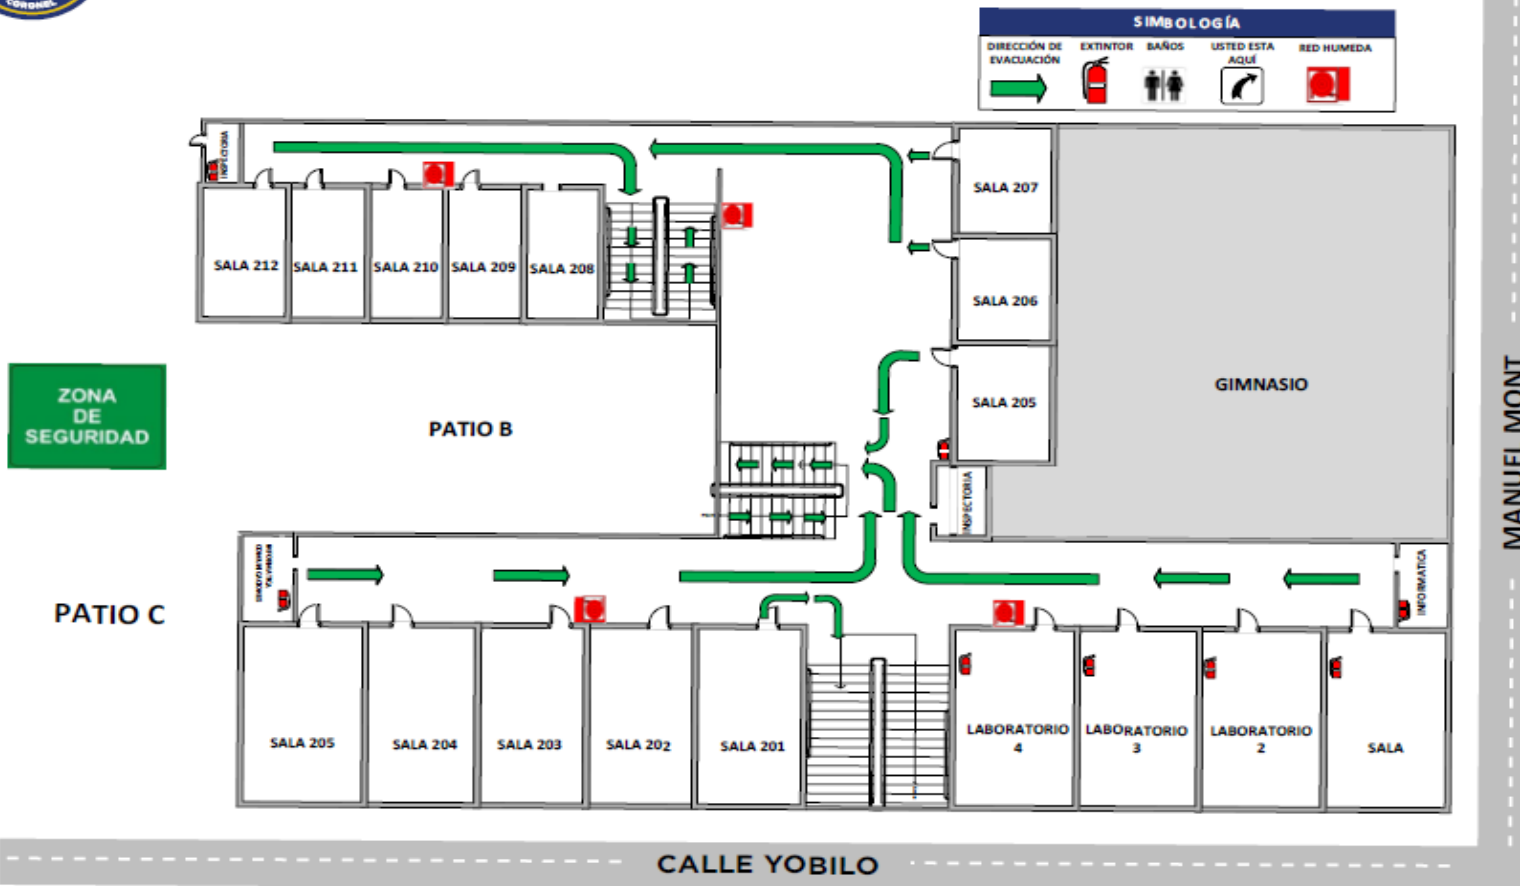 CORONEL
SIMBOLOGÍA
DIRECCIÓN DE
EVACUACIÓN
EXTINTOR
BAÑOS
USTED ESTA
AQUÍ
RED HUMEDA
INSPECTORIA
SALA 212
SALA 211
SALA 210
SALA 209
SALA 208
SALA 207
SALA 206
SALA 205
GIMNASIO
MANUEL MONT
ZONA
DE
SEGURIDAD
PATIO B
INSPECTORIA
PATIO C
INFORMATICA
SALA 205
SALA 204
SALA 203
SALA 202
SALA 201
LABORATORIO
4
LABORATORIO
3
LABORATORIO
2
SALA
CALLE YOBILO